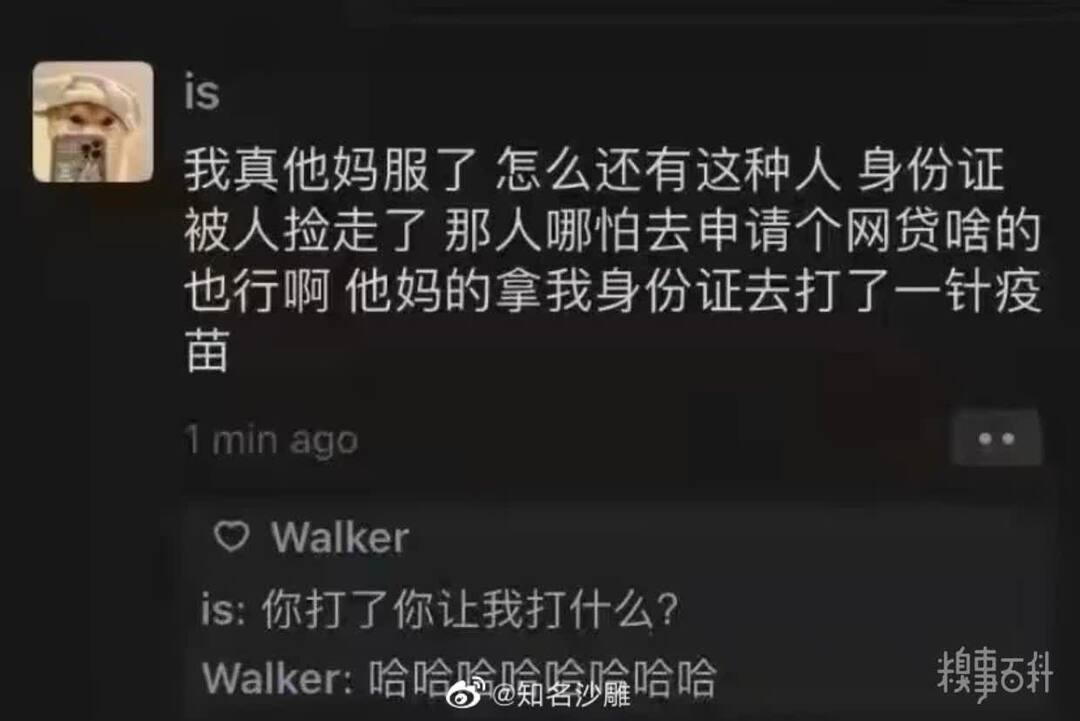 is
我真他妈服了 怎么还有这种人 身份证
被人捡走了 那人哪怕去申请个网贷啥的
也行啊 他妈的拿我身份证去打了一针疫
苗
1 min ago
Walker
is: 你打了你让我打什么?
Walker: 哈哈哈哈哈哈哈哈
@知名沙雕
糗事百科